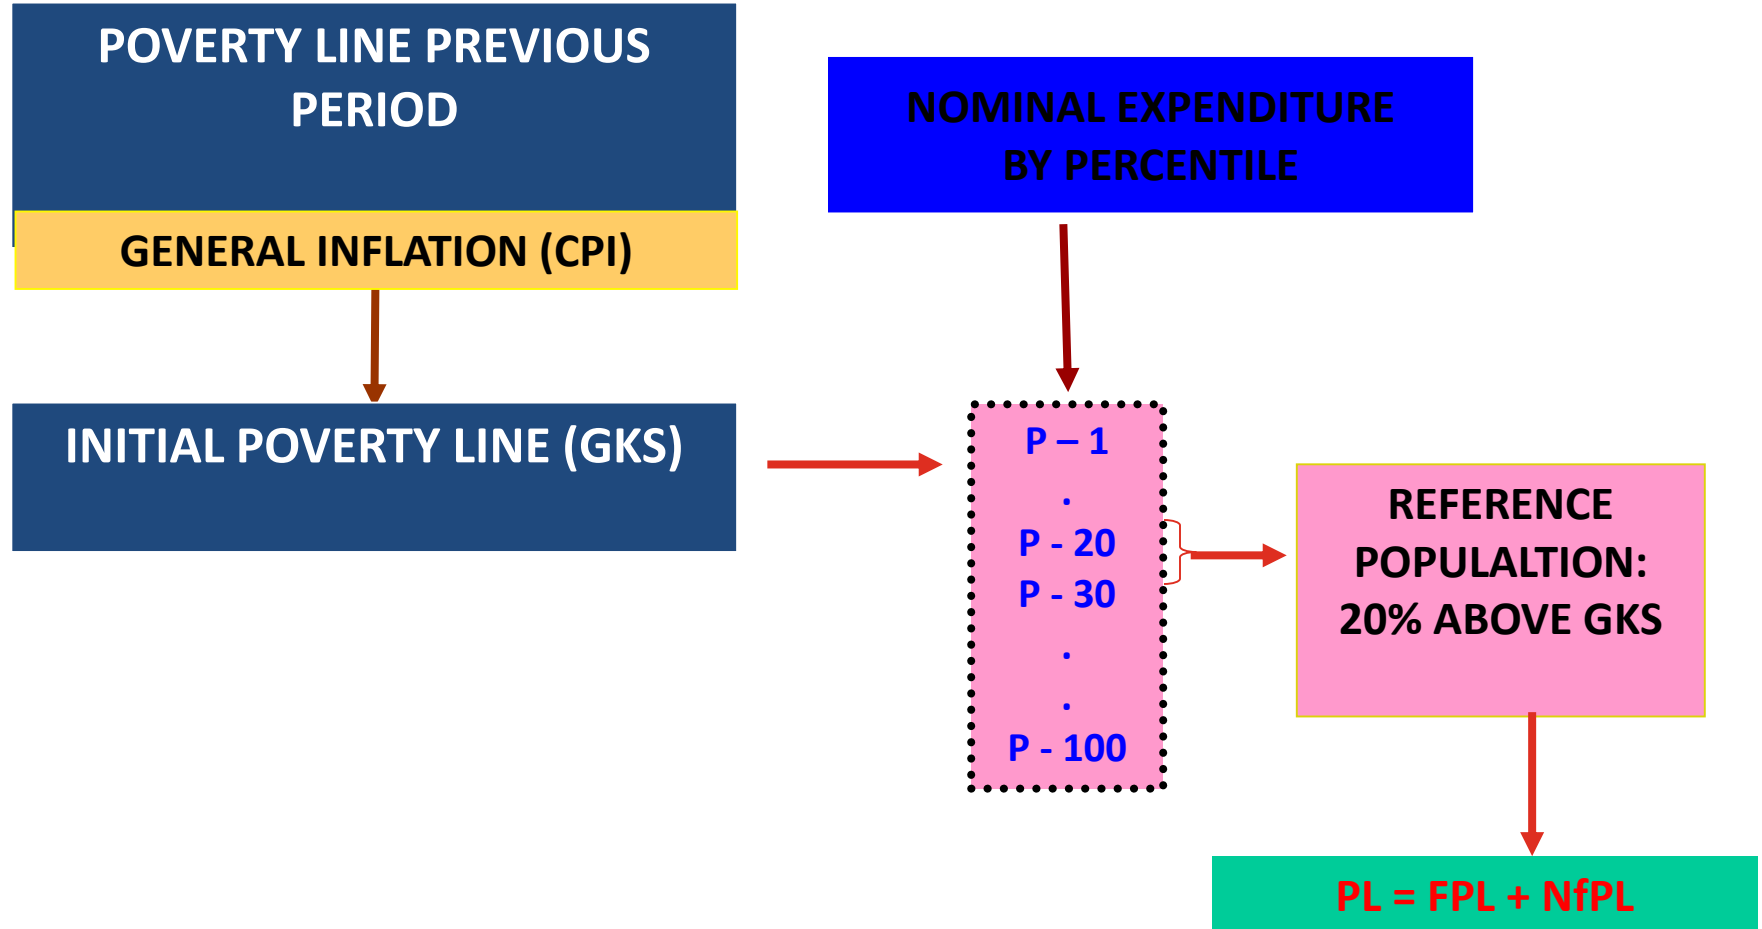 POVERTY LINE PREVIOUS
PERIOD
GENERAL INFLATION (CPI)
INITIAL POVERTY LINE (GKS)
NOMINAL EXPENDITURE
BY PERCENTILE
P – 1
.
P - 20
P - 30
.
.
P - 100
REFERENCE
POPULALTION:
20% ABOVE GKS
PL = FPL + NfPL